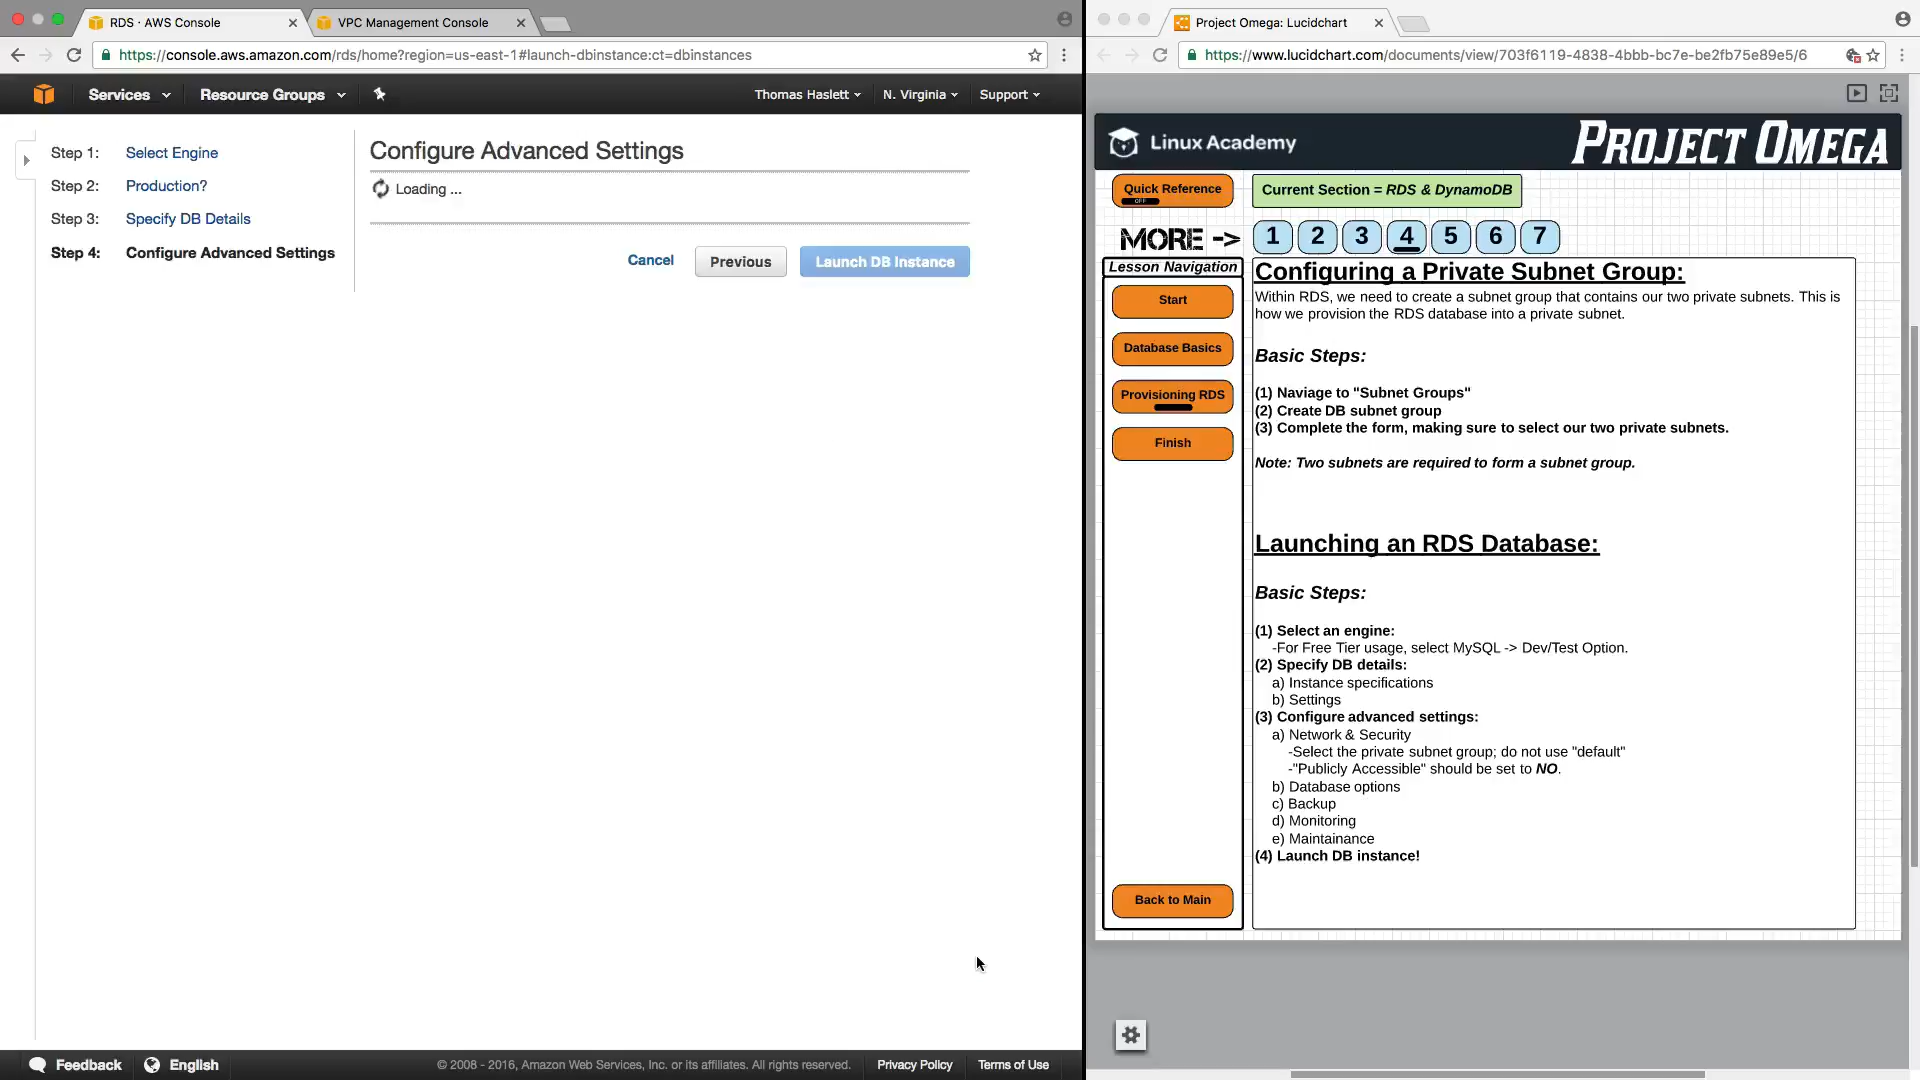 RDS · AWS Console
VPC Management Console
https://console.aws.amazon.com/rds/home?region=us-east-1#launch-dbinstance:ct=dbinstances
Services
Resource Groups
Thomas Haslett
N. Virginia
Support
Step 1:
Select Engine
Step 2:
Production?
Step 3:
Specify DB Details
Step 4:
Configure Advanced Settings
Configure Advanced Settings
Loading ...
Cancel
Previous
Launch DB Instance
Feedback
English
© 2008 - 2016, Amazon Web Services, Inc. or its affiliates. All rights reserved.
Privacy Policy
Terms of Use
Project Omega: Lucidchart
https://www.lucidchart.com/documents/view/703f6119-4838-4bbb-bc7e-be2fb75e89e5/6
Linux Academy
PROJECT OMEGA
Quick Reference
OFF
Current Section = RDS & DynamoDB
MORE ->
1
2
3
4
5
6
7
Lesson Navigation
Start
Database Basics
Provisioning RDS
Finish
Back to Main
Configuring a Private Subnet Group:
Within RDS, we need to create a subnet group that contains our two private subnets. This is
how we provision the RDS database into a private subnet.
Basic Steps:
(1) Naviage to "Subnet Groups"
(2) Create DB subnet group
(3) Complete the form, making sure to select our two private subnets.
Note: Two subnets are required to form a subnet group.
Launching an RDS Database:
Basic Steps:
(1) Select an engine:
-For Free Tier usage, select MySQL -> Dev/Test Option.
(2) Specify DB details:
a) Instance specifications
b) Settings
(3) Configure advanced settings:
a) Network & Security
-Select the private subnet group; do not use "default"
-"Publicly Accessible" should be set to NO.
b) Database options
c) Backup
d) Monitoring
e) Maintainance
(4) Launch DB instance!